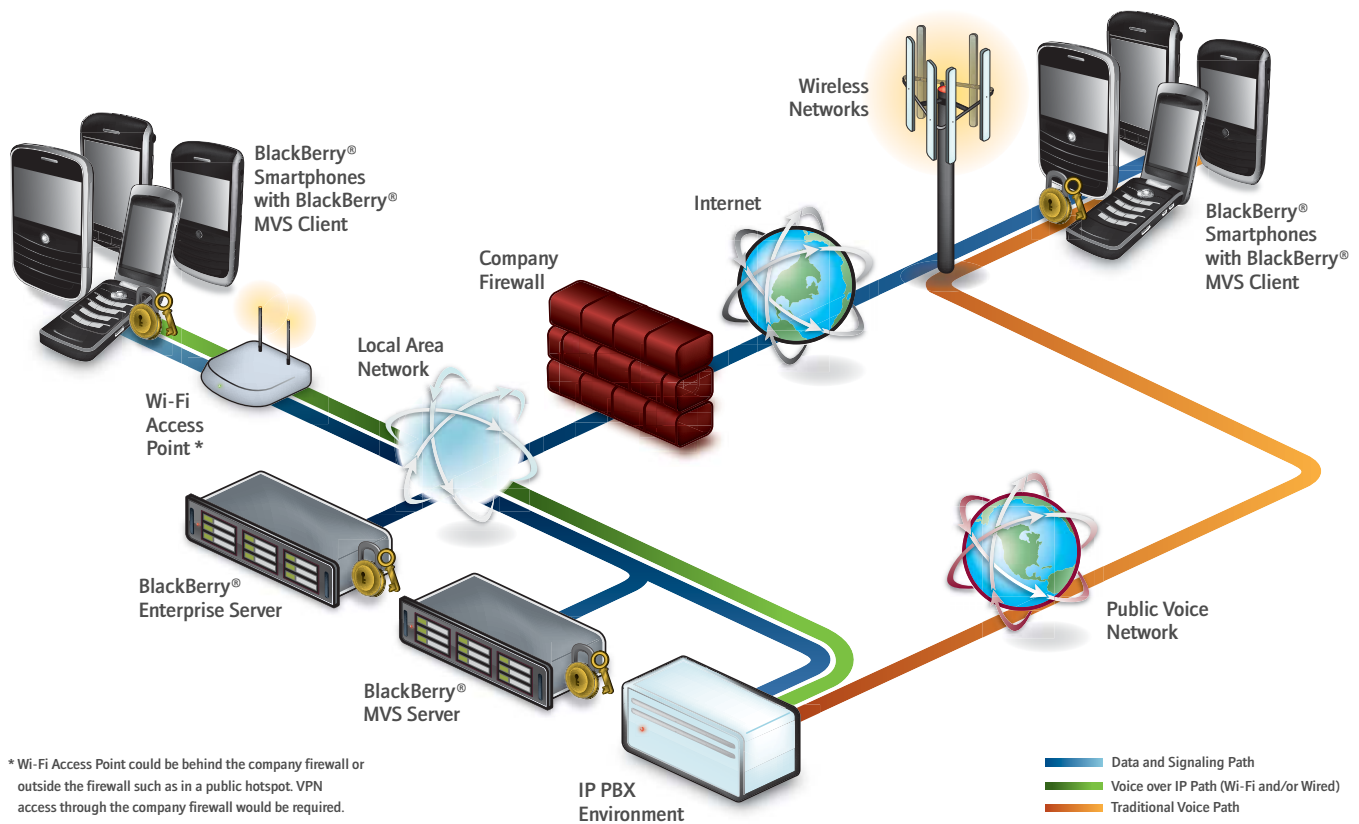 Wireless
Networks
BlackBerry®
Smartphones
with BlackBerry®
MVS Client
Internet
BlackBerry®
Smartphones
with BlackBerry®
MVS Client
Company
Firewall
Local Area
Network
Wi-Fi
Access
Point *
BlackBerry®
Enterprise Server
Public Voice
Network
BlackBerry®
MVS Server
IP PBX
Environment
* Wi-Fi Access Point could be behind the company firewall or
outside the firewall such as in a public hotspot. VPN
access through the company firewall would be required.
Data and Signaling Path
Voice over IP Path (Wi-Fi and/or Wired)
Traditional Voice Path